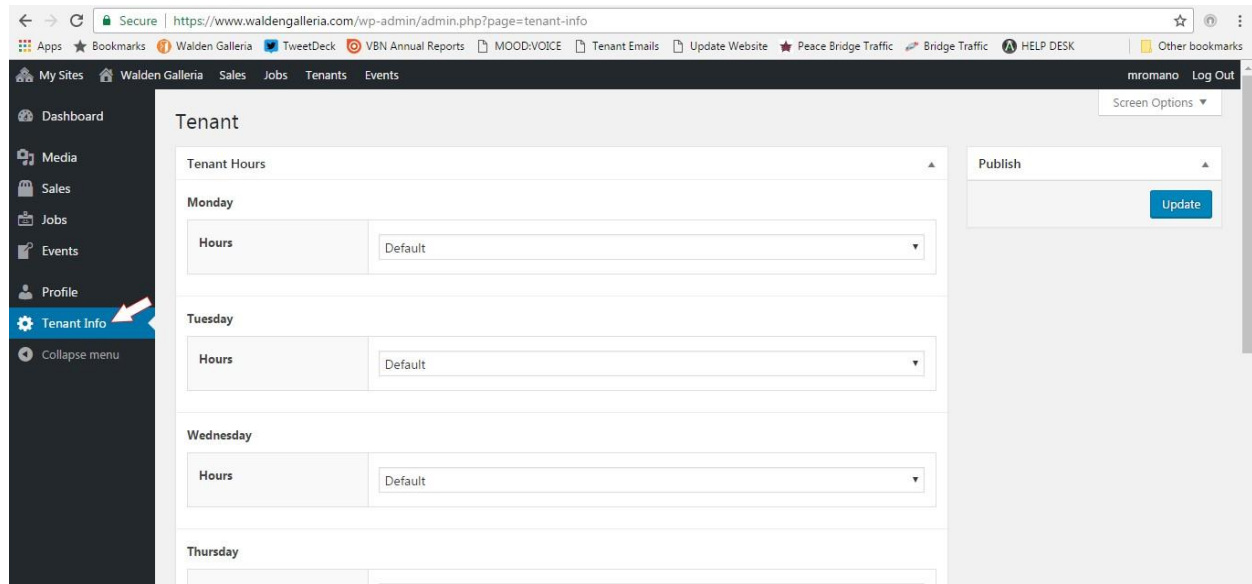 Secure | https://www.waldengalleria.com/wp-admin/admin.php?page=tenant-info
Apps Bookmarks Walden Galleria TweetDeck VBN Annual Reports MOOD:VOICE Tenant Emails Update Website Peace Bridge Traffic Bridge Traffic HELP DESK Other bookmarks
My Sites Walden Galleria Sales Jobs Tenants Events mromano Log Out
Screen Options
Dashboard
Media
Sales
Jobs
Events
Profile
Tenant Info
Collapse menu
Tenant
Tenant Hours
Monday
Hours Default
Tuesday
Hours Default
Wednesday
Hours Default
Thursday
Publish
Update